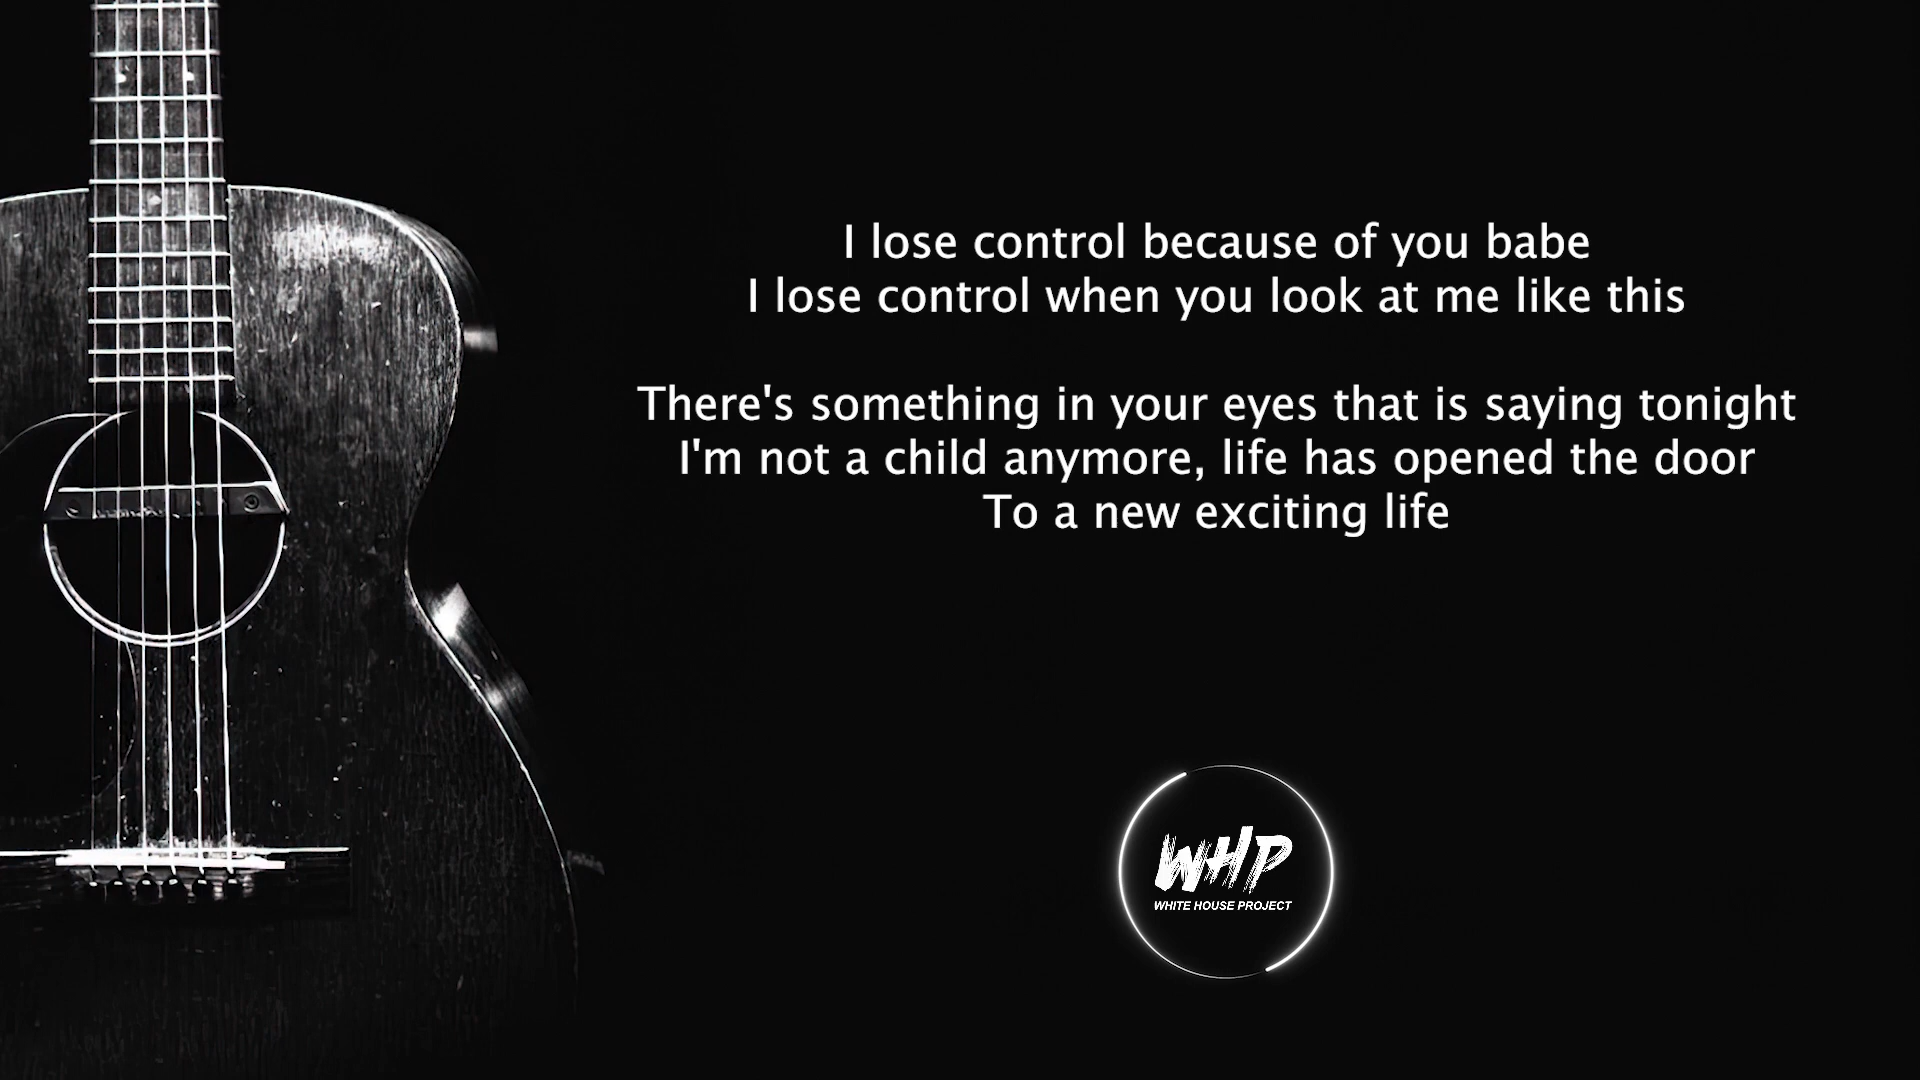 I lose control because of you babe
I lose control when you look at me like this
There's something in your eyes that is saying tonight
I'm not a child anymore, life has opened the door
To a new exciting life
WHP
WHITE HOUSE PROJECT